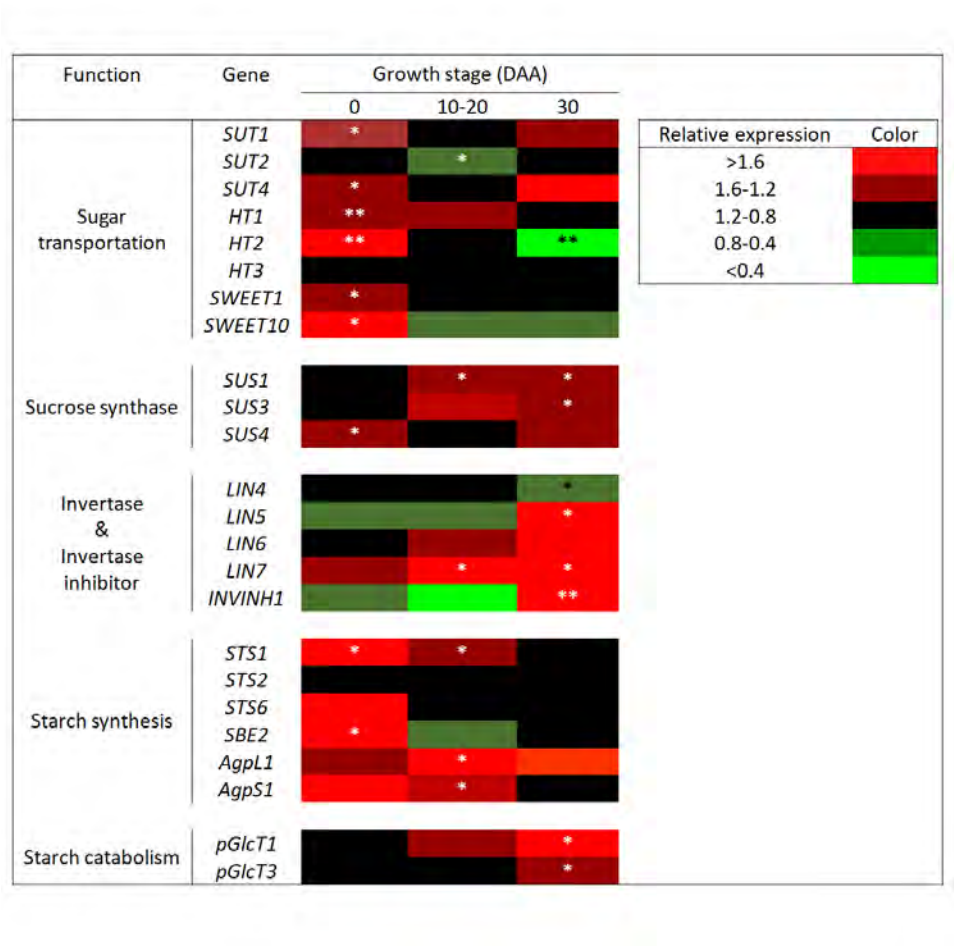 Function Gene Growth stage (DAA)
0 10-20 30
SUT1 *
SUT2 *
SUT4 *
HT1 **
HT2 ** **
HT3
SWEET1 *
SWEET10 *
Sugar
transportation
Relative expression Color
>1.6
1.6-1.2
1.2-0.8
0.8-0.4
<0.4
SUS1 * *
Sucrose synthase SUS3 *
SUS4 *
Invertase
&
Invertase
inhibitor
LIN4 *
LIN5 *
LIN6
LIN7 * *
INVINH1 **
Starch synthesis
STS1 * *
STS2
STS6
SBE2 *
AgpL1 *
AgpS1 *
Starch catabolism
pGlcT1 *
pGlcT3 *